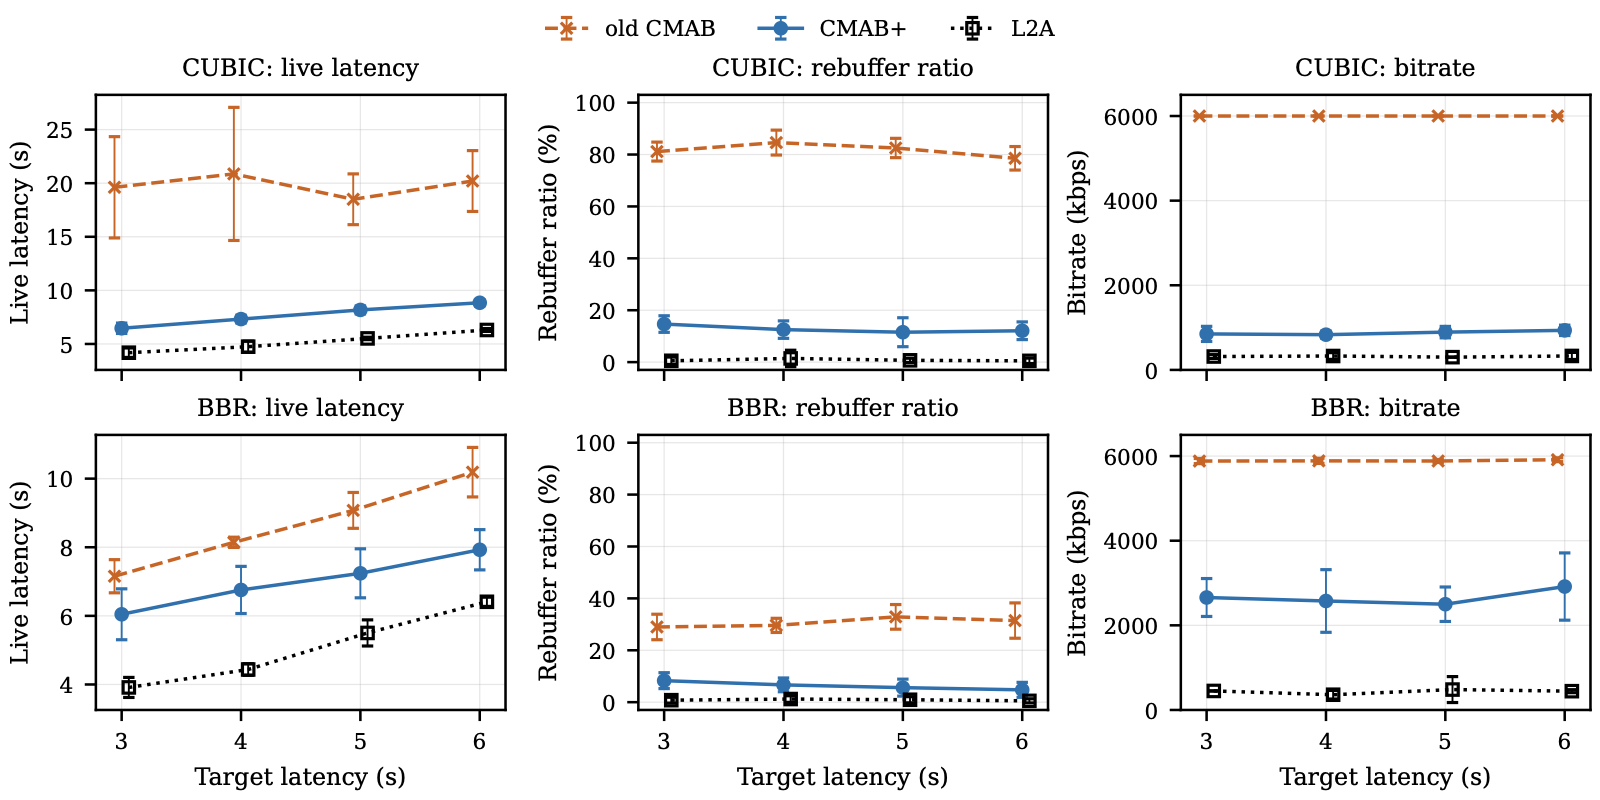 old CMAB CMAB+ L2A
CUBIC: live latency
Live latency (s)
25
20
15
10
5
CUBIC: rebuffer ratio
Rebuffer ratio (%)
100
80
60
40
20
0
CUBIC: bitrate
Bitrate (kbps)
6000
4000
2000
0
BBR: live latency
Live latency (s)
10
8
6
4
3 4 5 6
Target latency (s)
BBR: rebuffer ratio
Rebuffer ratio (%)
100
80
60
40
20
0
3 4 5 6
Target latency (s)
BBR: bitrate
Bitrate (kbps)
6000
4000
2000
0
3 4 5 6
Target latency (s)